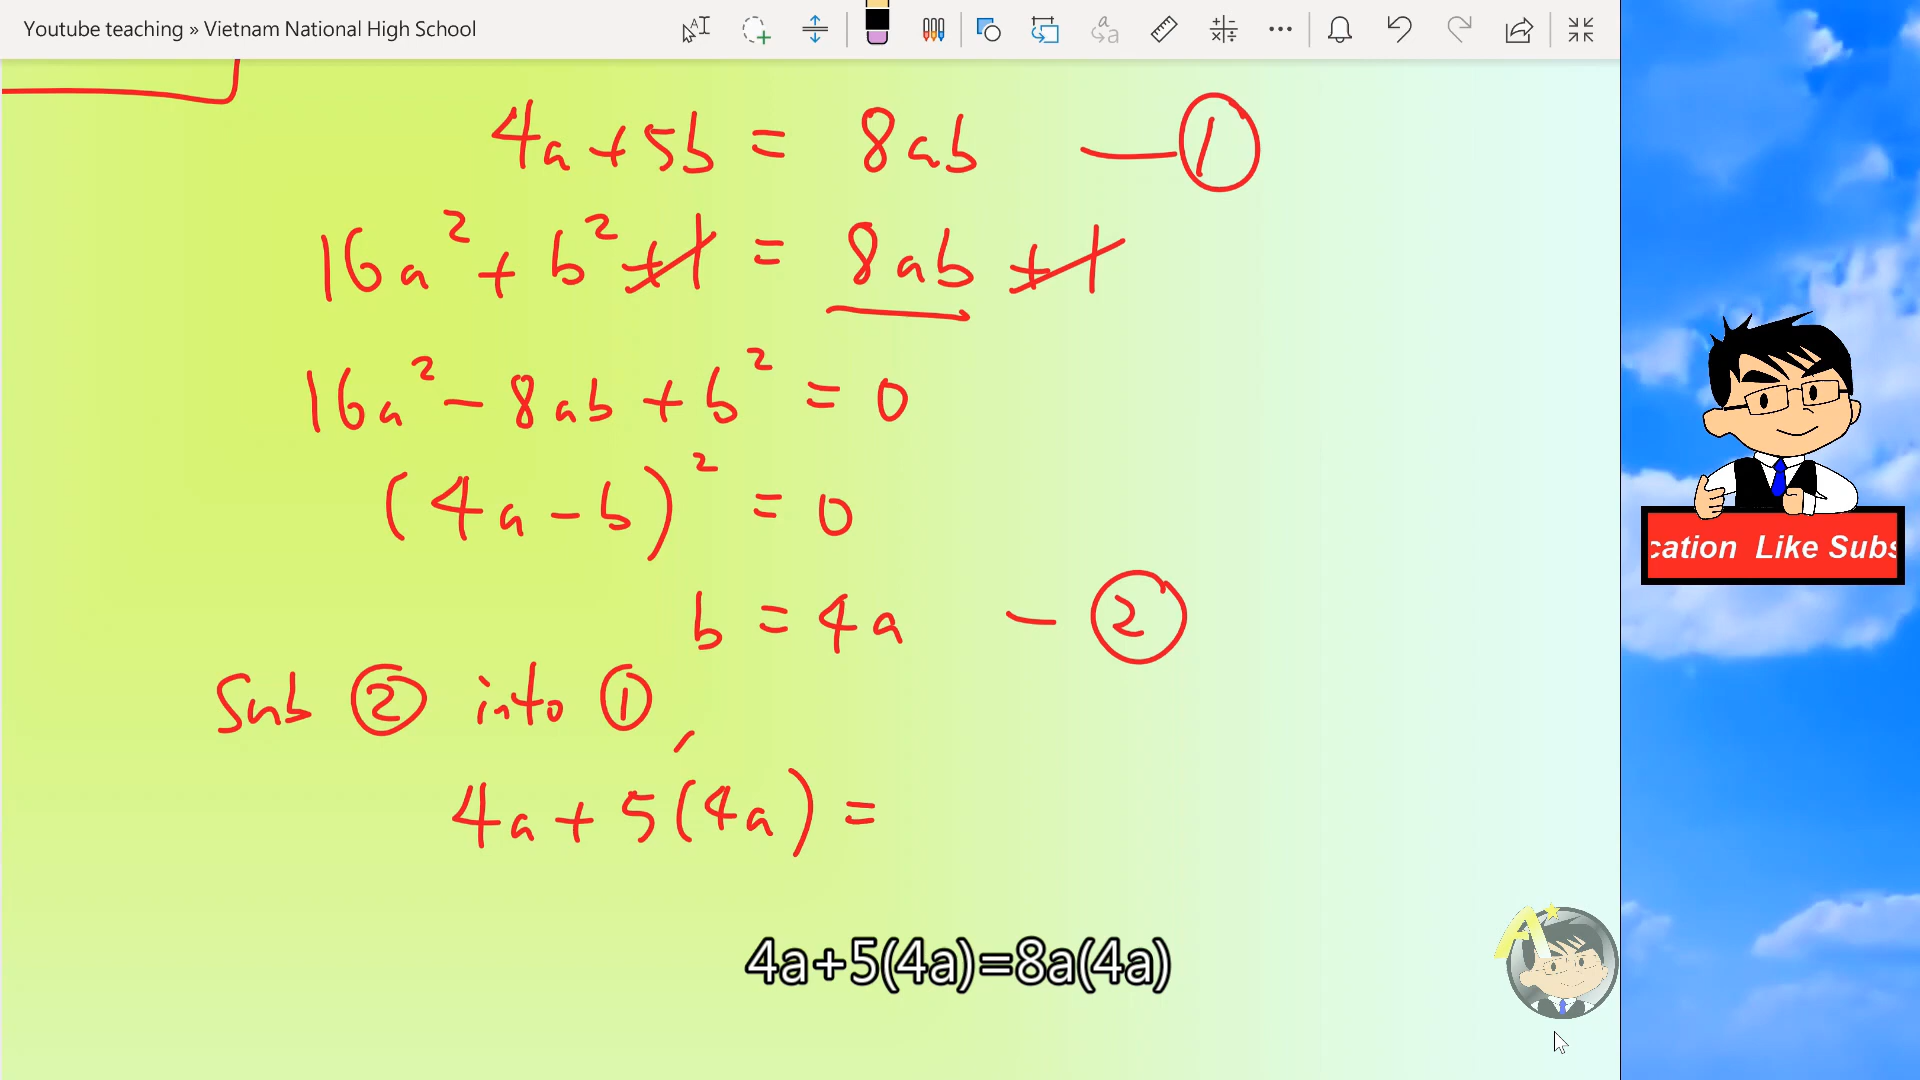 Youtube teaching » Vietnam National High School
4a + 5b = 8ab — ①
16a² + b² + 1 = 8ab + 1
16a² − 8ab + b² = 0
(4a − b)² = 0
b = 4a — ②
Sub ② into ①,
4a + 5(4a) =
4a+5(4a)=8a(4a)
cation Like Subs
A